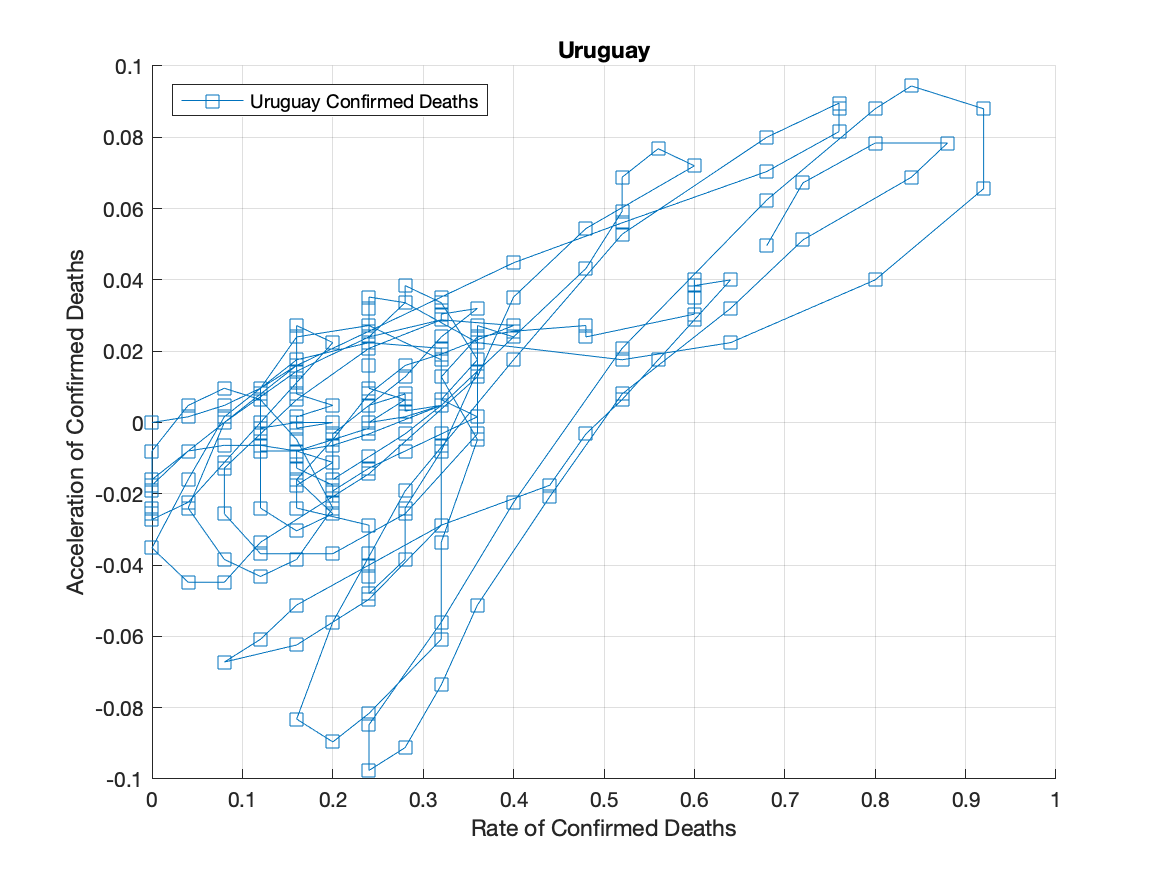 Uruguay
Uruguay Confirmed Deaths
Acceleration of Confirmed Deaths
0.1
0.08
0.06
0.04
0.02
0
-0.02
-0.04
-0.06
-0.08
-0.1
0 0.1 0.2 0.3 0.4 0.5 0.6 0.7 0.8 0.9 1
Rate of Confirmed Deaths